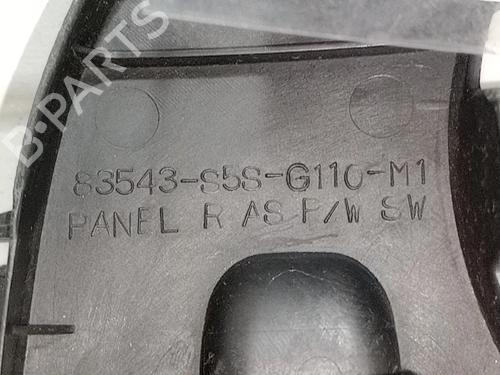 B-PARTS
83543-S5S-G110-M1
PANEL R AS P/W SW